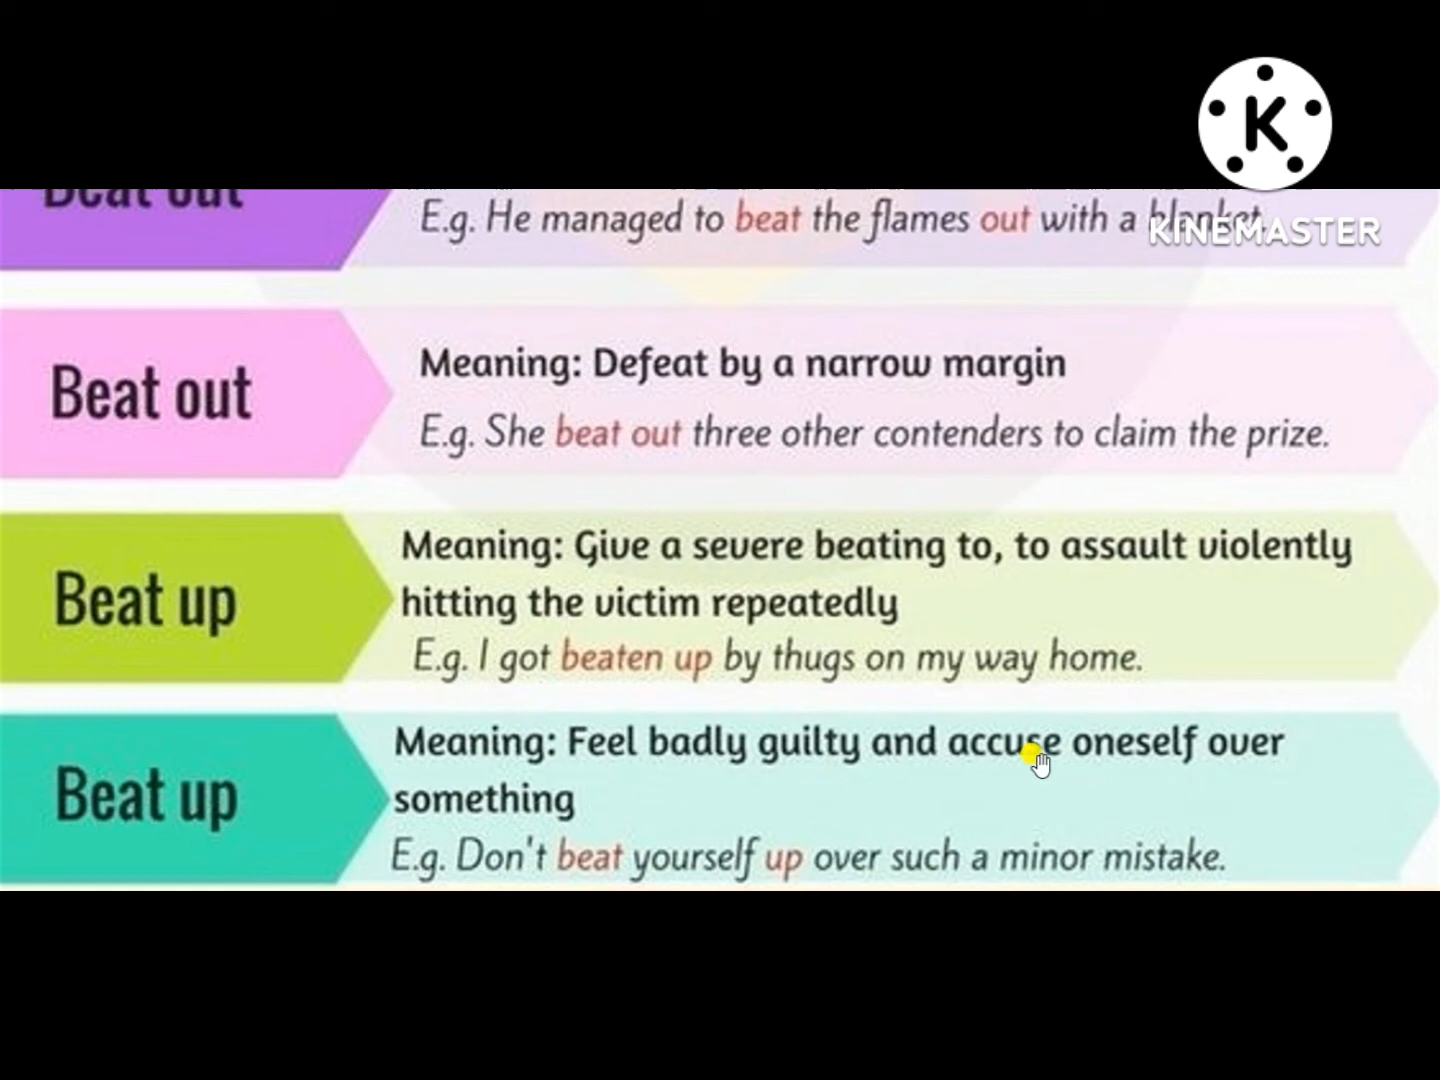 K
KINEMASTER
Beat out
E.g. He managed to beat the flames out with a blanket.
Beat out
Meaning: Defeat by a narrow margin
E.g. She beat out three other contenders to claim the prize.
Beat up
Meaning: Give a severe beating to, to assault violently
hitting the victim repeatedly
E.g. I got beaten up by thugs on my way home.
Beat up
Meaning: Feel badly guilty and accuse oneself over
something
E.g. Don't beat yourself up over such a minor mistake.